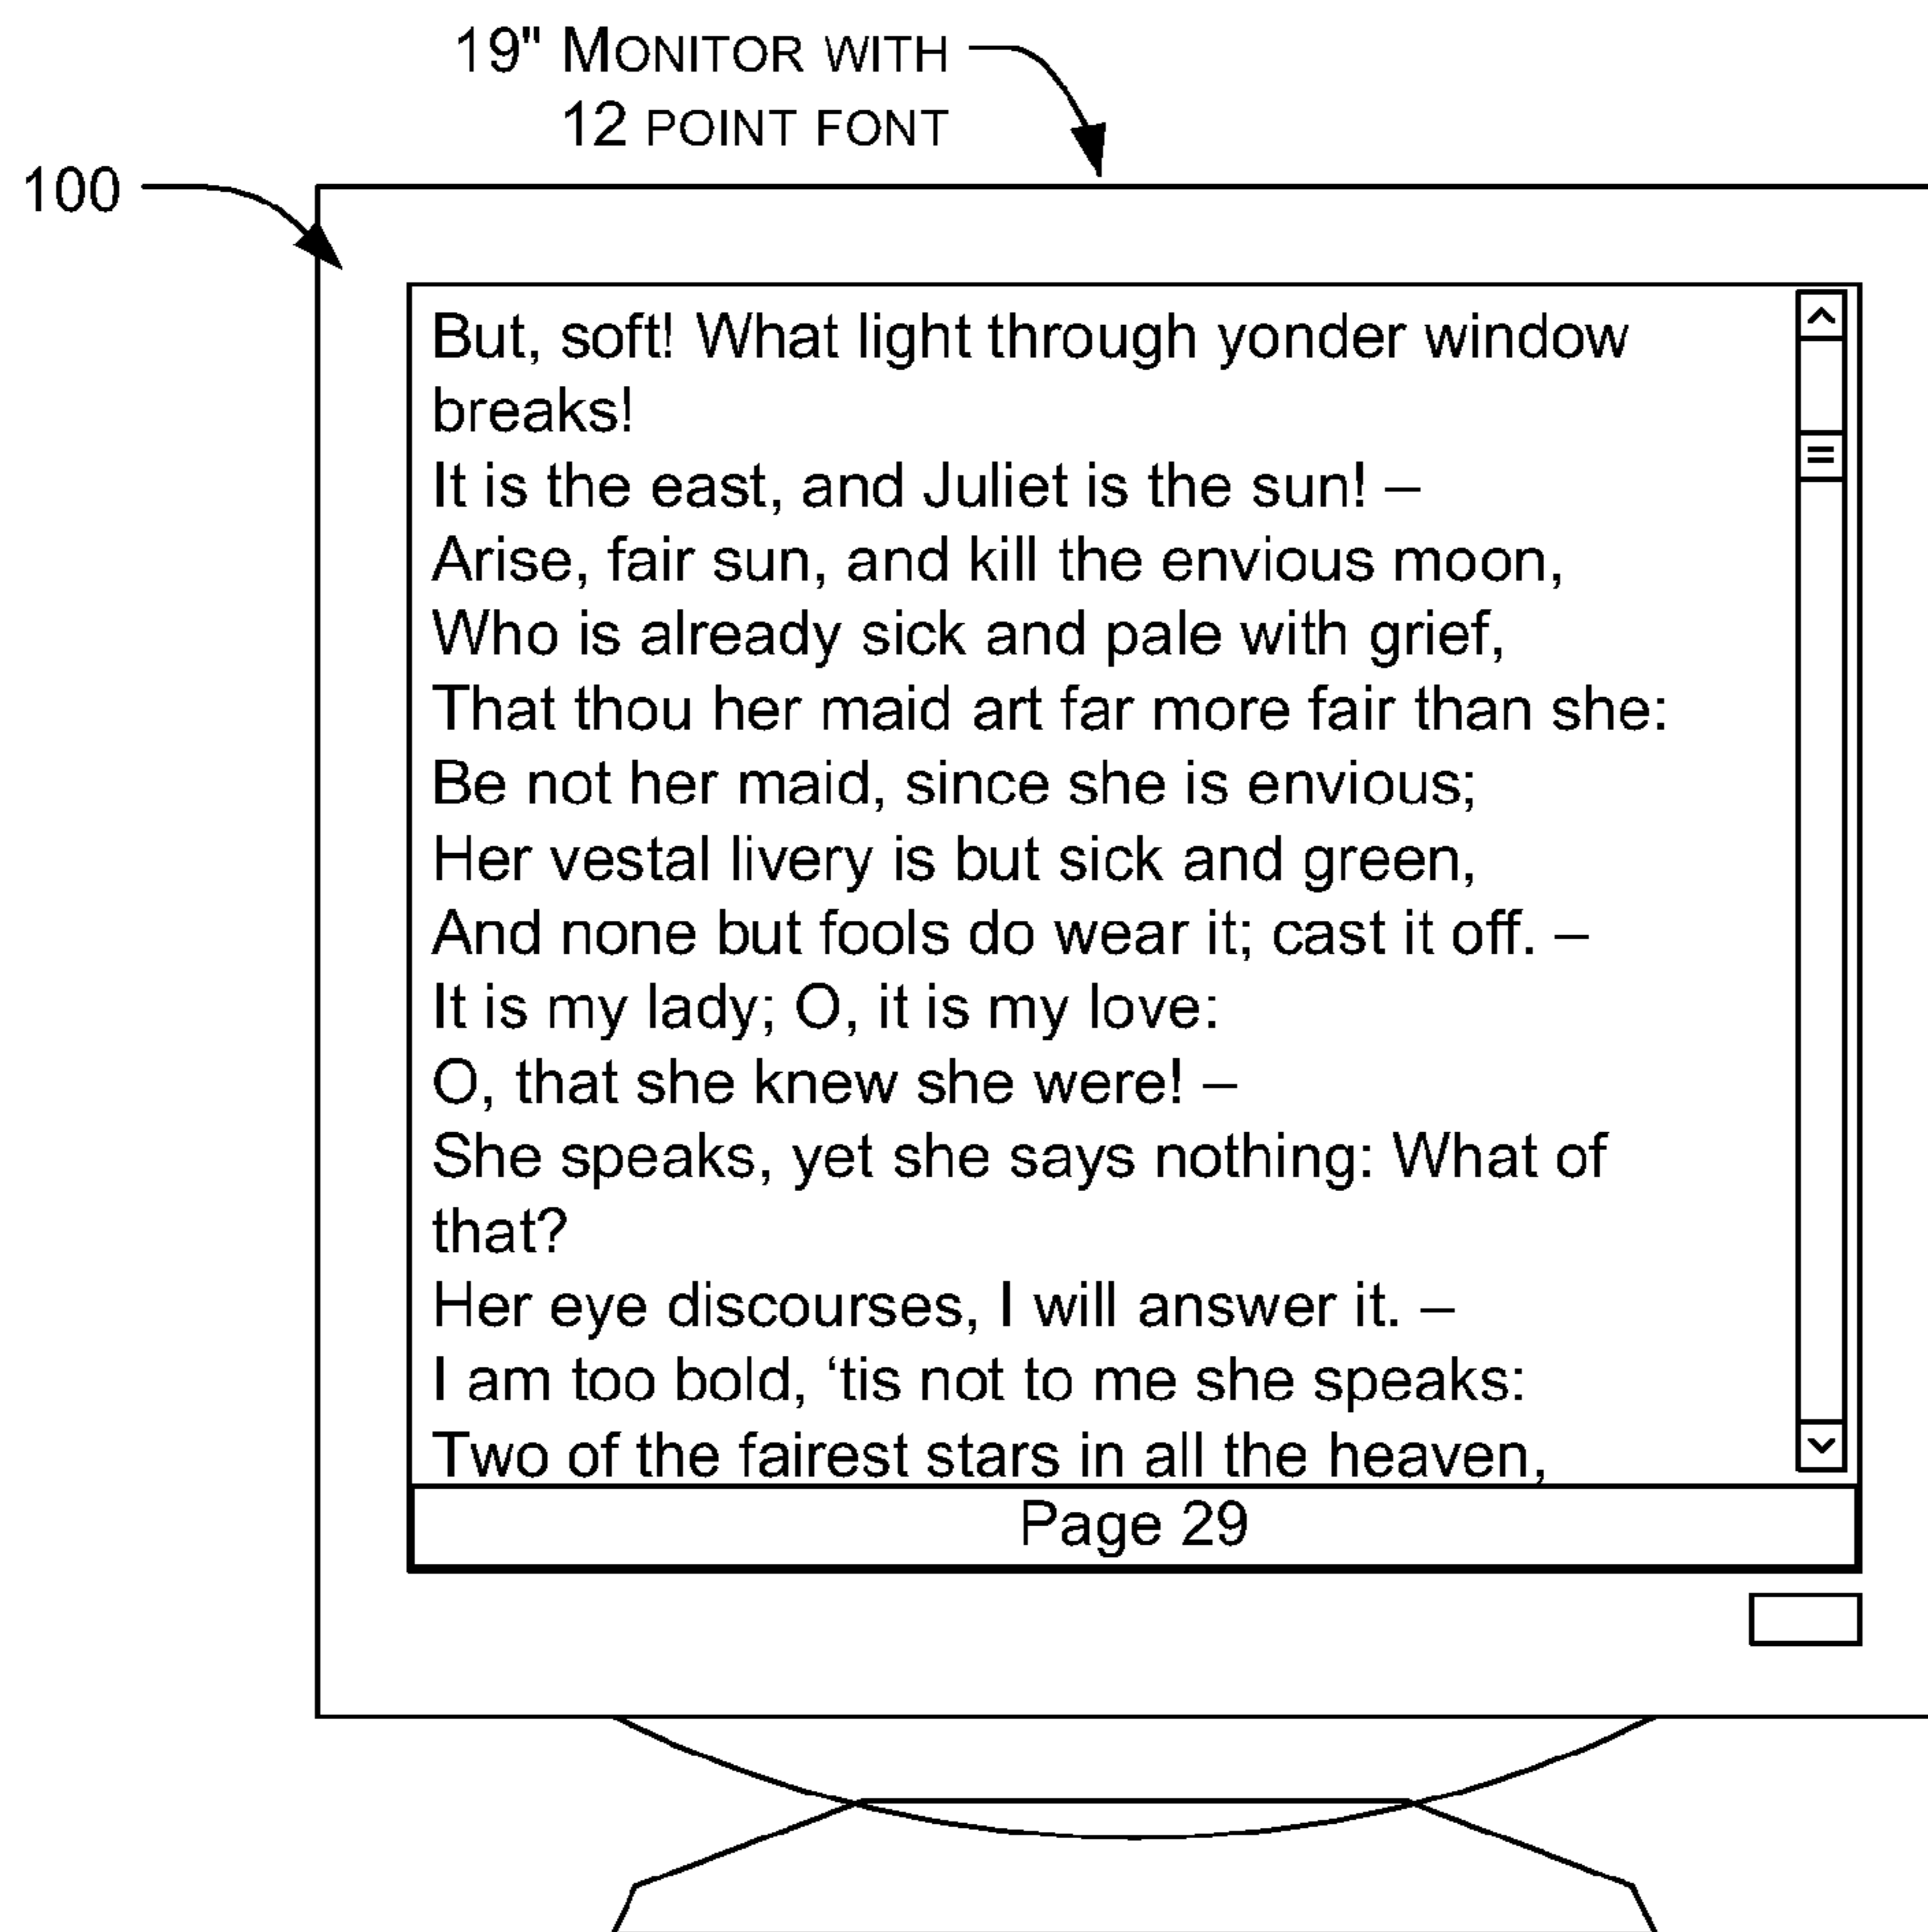 19" MONITOR WITH
12 POINT FONT
100
But, soft! What light through yonder window
breaks!
It is the east, and Juliet is the sun! –
Arise, fair sun, and kill the envious moon,
Who is already sick and pale with grief,
That thou her maid art far more fair than she:
Be not her maid, since she is envious;
Her vestal livery is but sick and green,
And none but fools do wear it; cast it off. –
It is my lady; O, it is my love:
O, that she knew she were! –
She speaks, yet she says nothing: What of
that?
Her eye discourses, I will answer it. –
I am too bold, ‘tis not to me she speaks:
Two of the fairest stars in all the heaven,
Page 29